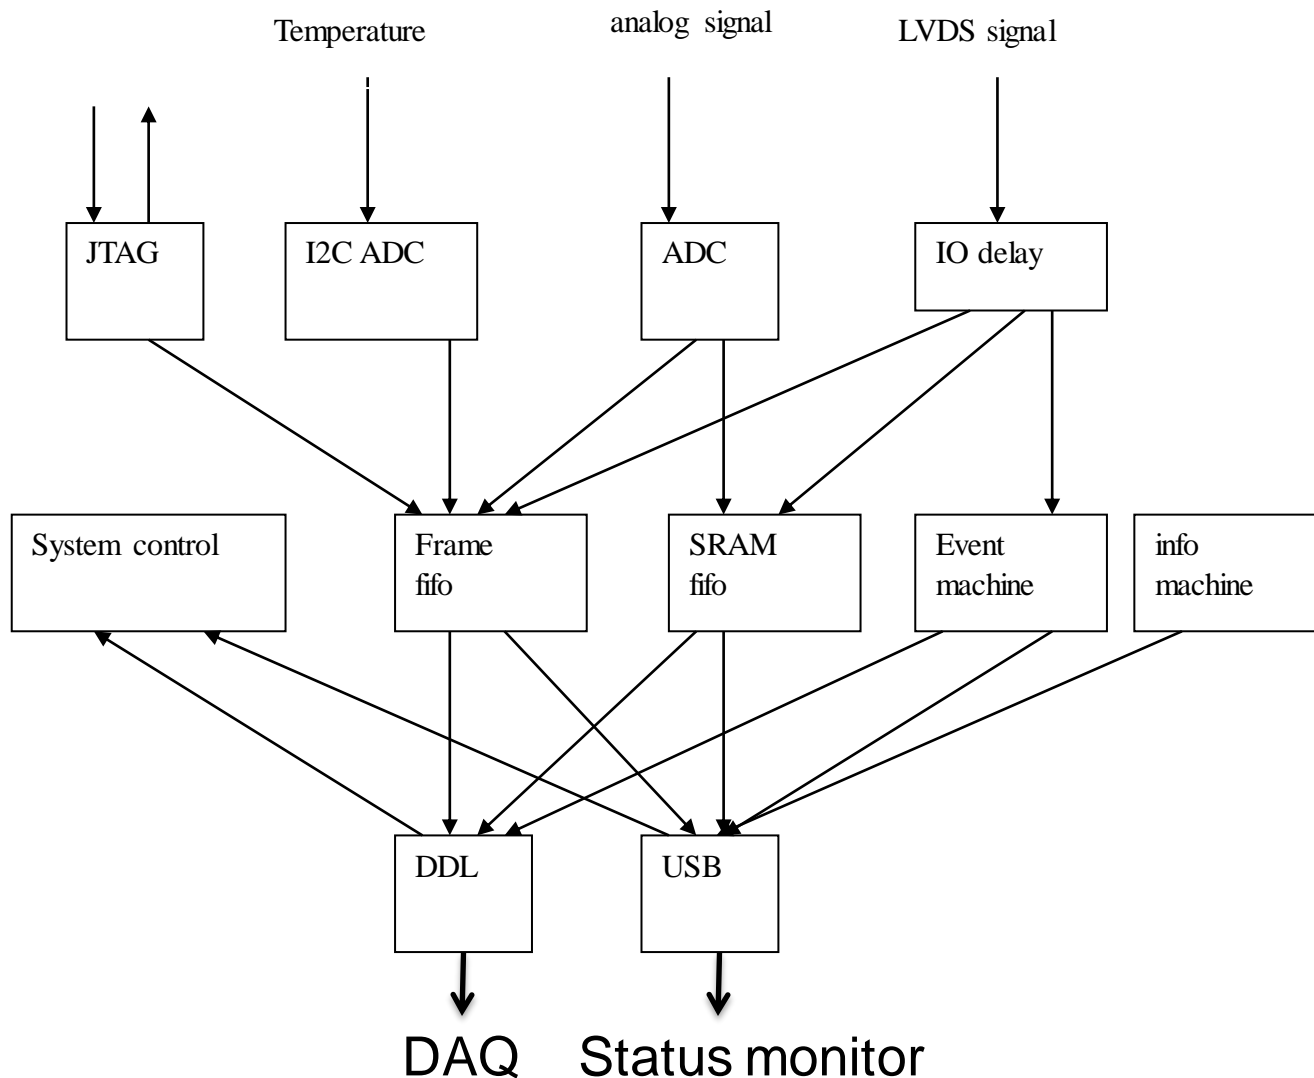 Temperature
analog signal
LVDS signal
JTAG
I2C ADC
ADC
IO delay
System control
Frame
fifo
SRAM
fifo
Event
machine
info
machine
DDL
USB
DAQ
Status monitor